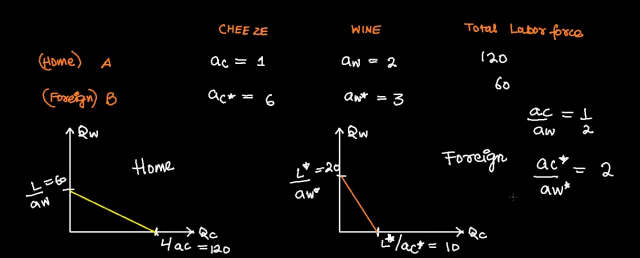 CHEEZE WINE Total Labor force
(Home) A ac = 1 aw = 2 120
(Foreign) B ac* = 6 aw* = 3 60
ac/aw = 1/2
Qw Qw
Home
Foreign ac*/aw* = 2
L/aw = 60
L*/aw* = 20
Qc Qc
L/ac = 120
L*/ac* = 10